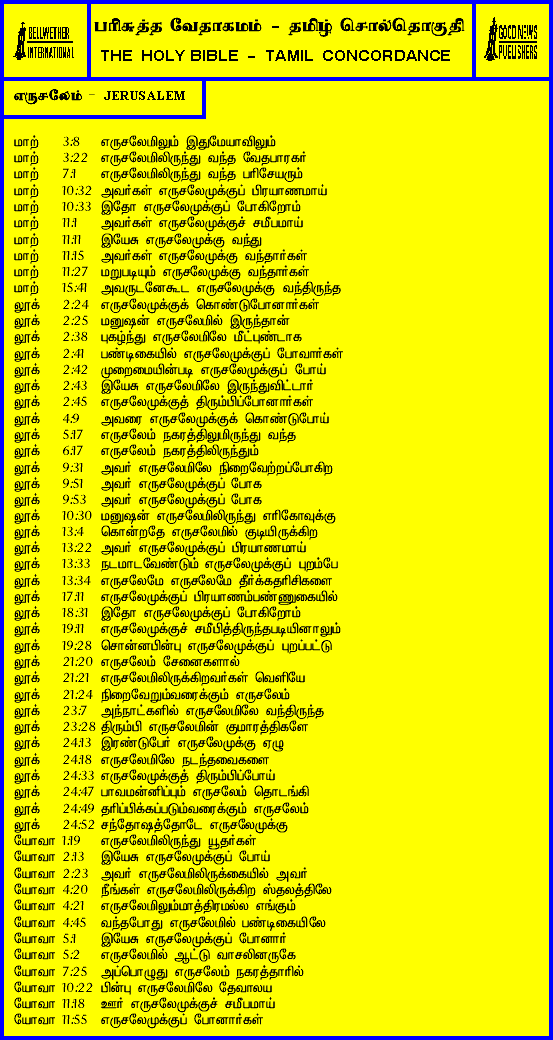 BELLWETHER
INTERNATIONAL
பரிசுத்த வேதாகமம் - தமிழ் சொல்தொகுதி
THE HOLY BIBLE - TAMIL CONCORDANCE
GOOD NEWS
PUBLISHERS
எருசலேம் - JERUSALEM
மாற் 3:8 எருசலேமிலும் இதுமேயாவிலும்
மாற் 3:22 எருசலேமிலிருந்து வந்த வேதபாரகர்
மாற் 7:1 எருசலேமிலிருந்து வந்த பரிசேயரும்
மாற் 10:32 அவர்கள் எருசலேமுக்குப் பிரயாணமாய்
மாற் 10:33 இதோ எருசலேமுக்குப் போகிறோம்
மாற் 11:1 அவர்கள் எருசலேமுக்குச் சமீபமாய்
மாற் 11:11 இயேசு எருசலேமுக்கு வந்து
மாற் 11:15 அவர்கள் எருசலேமுக்கு வந்தார்கள்
மாற் 11:27 மறுபடியும் எருசலேமுக்கு வந்தார்கள்
மாற் 15:41 அவருடனேகூட எருசலேமுக்கு வந்திருந்த
லூக் 2:24 எருசலேமுக்குக் கொண்டுபோனார்கள்
லூக் 2:25 மனுஷன் எருசலேமில் இருந்தான்
லூக் 2:38 புகழ்ந்து எருசலேமிலே மீட்புண்டாக
லூக் 2:41 பண்டிகையில் எருசலேமுக்குப் போவார்கள்
லூக் 2:42 முறைமையின்படி எருசலேமுக்குப் போய்
லூக் 2:43 இயேசு எருசலேமிலே இருந்துவிட்டார்
லூக் 2:45 எருசலேமுக்குத் திரும்பிப்போனார்கள்
லூக் 4:9 அவரை எருசலேமுக்குக் கொண்டுபோய்
லூக் 5:17 எருசலேம் நகரத்திலுமிருந்து வந்த
லூக் 6:17 எருசலேம் நகரத்திலிருந்தும்
லூக் 9:31 அவர் எருசலேமிலே நிறைவேற்றப்போகிற
லூக் 9:51 அவர் எருசலேமுக்குப் போக
லூக் 9:53 அவர் எருசலேமுக்குப் போக
லூக் 10:30 மனுஷன் எருசலேமிலிருந்து எரிகோவுக்கு
லூக் 13:4 கொன்றதே எருசலேமில் குடியிருக்கிற
லூக் 13:22 அவர் எருசலேமுக்குப் பிரயாணமாய்
லூக் 13:33 நடமாடவேண்டும் எருசலேமுக்குப் புறம்பே
லூக் 13:34 எருசலேமே எருசலேமே தீர்க்கதரிசிகளை
லூக் 17:11 எருசலேமுக்குப் பிரயாணம்பண்ணுகையில்
லூக் 18:31 இதோ எருசலேமுக்குப் போகிறோம்
லூக் 19:11 எருசலேமுக்குச் சமீபித்திருந்தபடியினாலும்
லூக் 19:28 சொன்னபின்பு எருசலேமுக்குப் புறப்பட்டு
லூக் 21:20 எருசலேம் சேனைகளால்
லூக் 21:21 எருசலேமிலிருக்கிறவர்கள் வெளியே
லூக் 21:24 நிறைவேறும்வரைக்கும் எருசலேம்
லூக் 23:7 அந்நாட்களில் எருசலேமிலே வந்திருந்த
லூக் 23:28 திரும்பி எருசலேமின் குமாரத்திகளே
லூக் 24:13 இரண்டுபேர் எருசலேமுக்கு ஏழு
லூக் 24:18 எருசலேமிலே நடந்தவைகளை
லூக் 24:33 எருசலேமுக்குத் திரும்பிப்போய்
லூக் 24:47 பாவமன்னிப்பும் எருசலேம் தொடங்கி
லூக் 24:49 தரிப்பிக்கப்படும்வரைக்கும் எருசலேம்
லூக் 24:52 சந்தோஷத்தோடே எருசலேமுக்கு
யோவா 1:19 எருசலேமிலிருந்து யூதர்கள்
யோவா 2:13 இயேசு எருசலேமுக்குப் போய்
யோவா 2:23 அவர் எருசலேமிலிருக்கையில் அவர்
யோவா 4:20 நீங்கள் எருசலேமிலிருக்கிற ஸ்தலத்திலே
யோவா 4:21 எருசலேமிலும்மாத்திரமல்ல எங்கும்
யோவா 4:45 வந்தபோது எருசலேமில் பண்டிகையிலே
யோவா 5:1 இயேசு எருசலேமுக்குப் போனார்
யோவா 5:2 எருசலேமில் ஆட்டு வாசலினருகே
யோவா 7:25 அப்பொழுது எருசலேம் நகரத்தாரில்
யோவா 10:22 பின்பு எருசலேமிலே தேவாலய
யோவா 11:18 ஊர் எருசலேமுக்குச் சமீபமாய்
யோவா 11:55 எருசலேமுக்குப் போனார்கள்